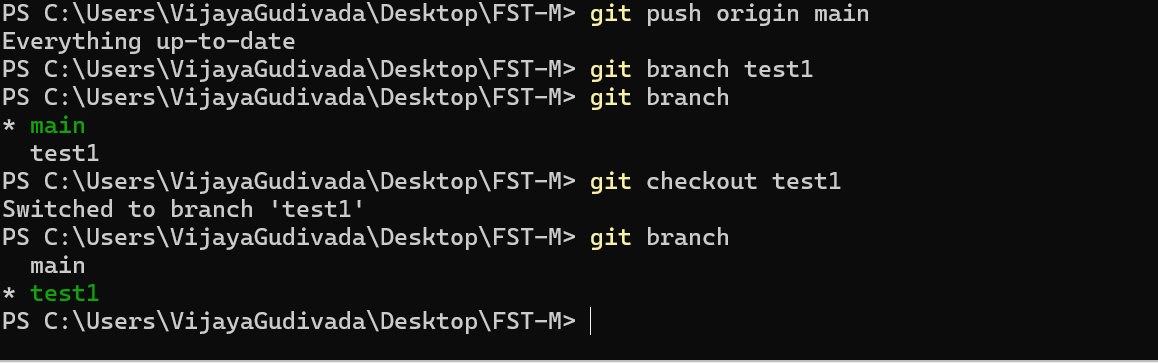 PS C:\Users\VijayaGudivada\Desktop\FST-M> git push origin main
Everything up-to-date
PS C:\Users\VijayaGudivada\Desktop\FST-M> git branch test1
PS C:\Users\VijayaGudivada\Desktop\FST-M> git branch
* main
  test1
PS C:\Users\VijayaGudivada\Desktop\FST-M> git checkout test1
Switched to branch 'test1'
PS C:\Users\VijayaGudivada\Desktop\FST-M> git branch
  main
* test1
PS C:\Users\VijayaGudivada\Desktop\FST-M>